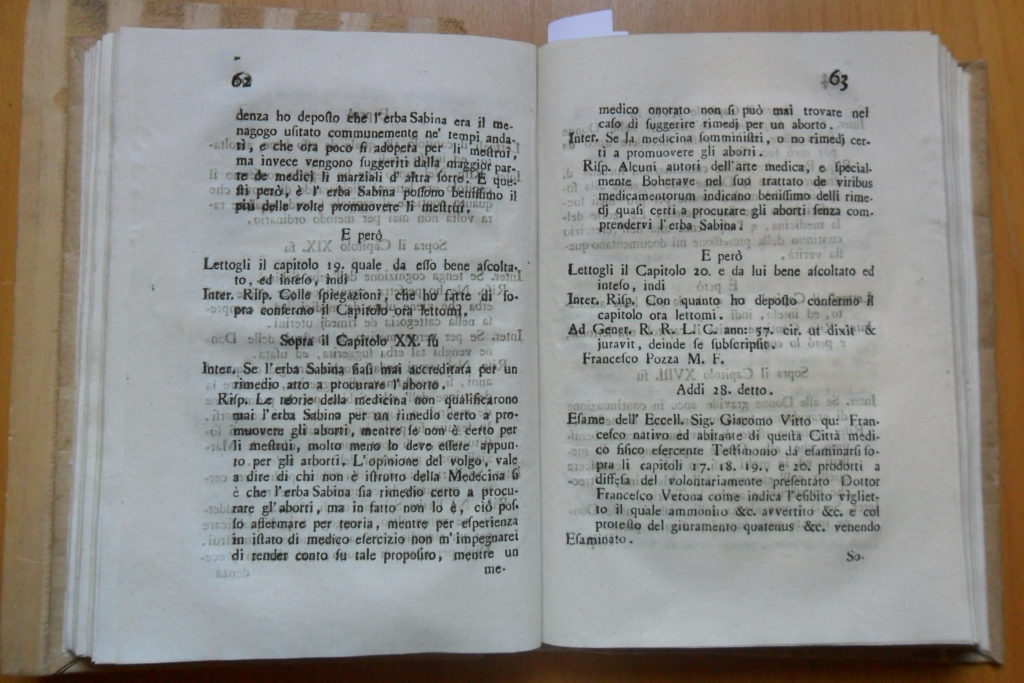 62
denza ho deposto che l'erba Sabina era il me-
nagogo usitato communemente ne' tempi anda-
ti, e che ora poco si adopera per li mestrui,
ma invece vengono suggeriti dalla maggior par-
te de medici li marziali d'altra sorte. E que-
sti però, è l'erba Sabina possono benissimo il
più delle volte promuovere li mestrui.
E però
Lettogli il capitolo 19. quale da esso bene ascolta-
to, ed inteso, indi
Inter. Risp. Colle spiegazioni, che ho fatte di so-
pra confermo il Capitolo ora lettomi.
Sopra il Capitolo XX. fù
Inter. Se l'erba Sabina siasi mai accreditata per un
rimedio atto a procurare l'aborto.
Risp. Le teorie della medicina non qualificarono
mai l'erba Sabina per un rimedio certo a pro-
muovere gli aborti, mentre se non è certo per
li mestrui, molto meno lo deve essere appun-
to per gli arborti. L'opinione del volgo, vale
a dire di chi non è istrutto della Medecina si
è che l'erba Sabina sia rimedio certo a procu-
rare gl'aborti, ma in fatto non lo è, ciò pos-
so affermare per teoria, mentre per esperienza
in istato di medico esercizio non m'impegnarei
di render conto su tale proposito, mentre un
me-
63
medico onorato non si può mai trovare nel
caso di suggerire rimedj per un aborto.
Inter. Se la medicina somministri, o no rimedj cer-
ti a promuovere gli aborti.
Risp. Alcuni autori dell'arte medica, e special-
mente Boherave nel suo trattato de viribus
medicamentorum indicano benissimo delli rime-
dj quasi certi a procurare gli aborti senza com-
prendervi l'erba Sabina.
E però
Lettogli il Capitolo 20. e da lui bene ascoltato ed
inteso, indi
Inter. Risp. Con quanto ho deposto confermo il
capitolo ora lettomi.
Ad Gener. R. R. L. C. ann: 57. cir. ut dixit &
juravit, deinde se subscripsit.
Francesco Pozza M. F.
Addi 28. detto.
Esame dell' Eccell. Sig. Giacomo Vitto qu: Fran-
cesco nativo ed abitante di questa Città medi-
co fisico esercente Testimonio da esaminarsi so-
pra li capitoli 17. 18. 19., e 20. prodotti a
diffesa del volontariamente presentato Dottor
Francesco Verona come indica l'esibito vigliet-
to il quale ammonito &c. avvertito &c. e col
protesto del giuramento quatenus &c. venendo
Esaminato.
So-